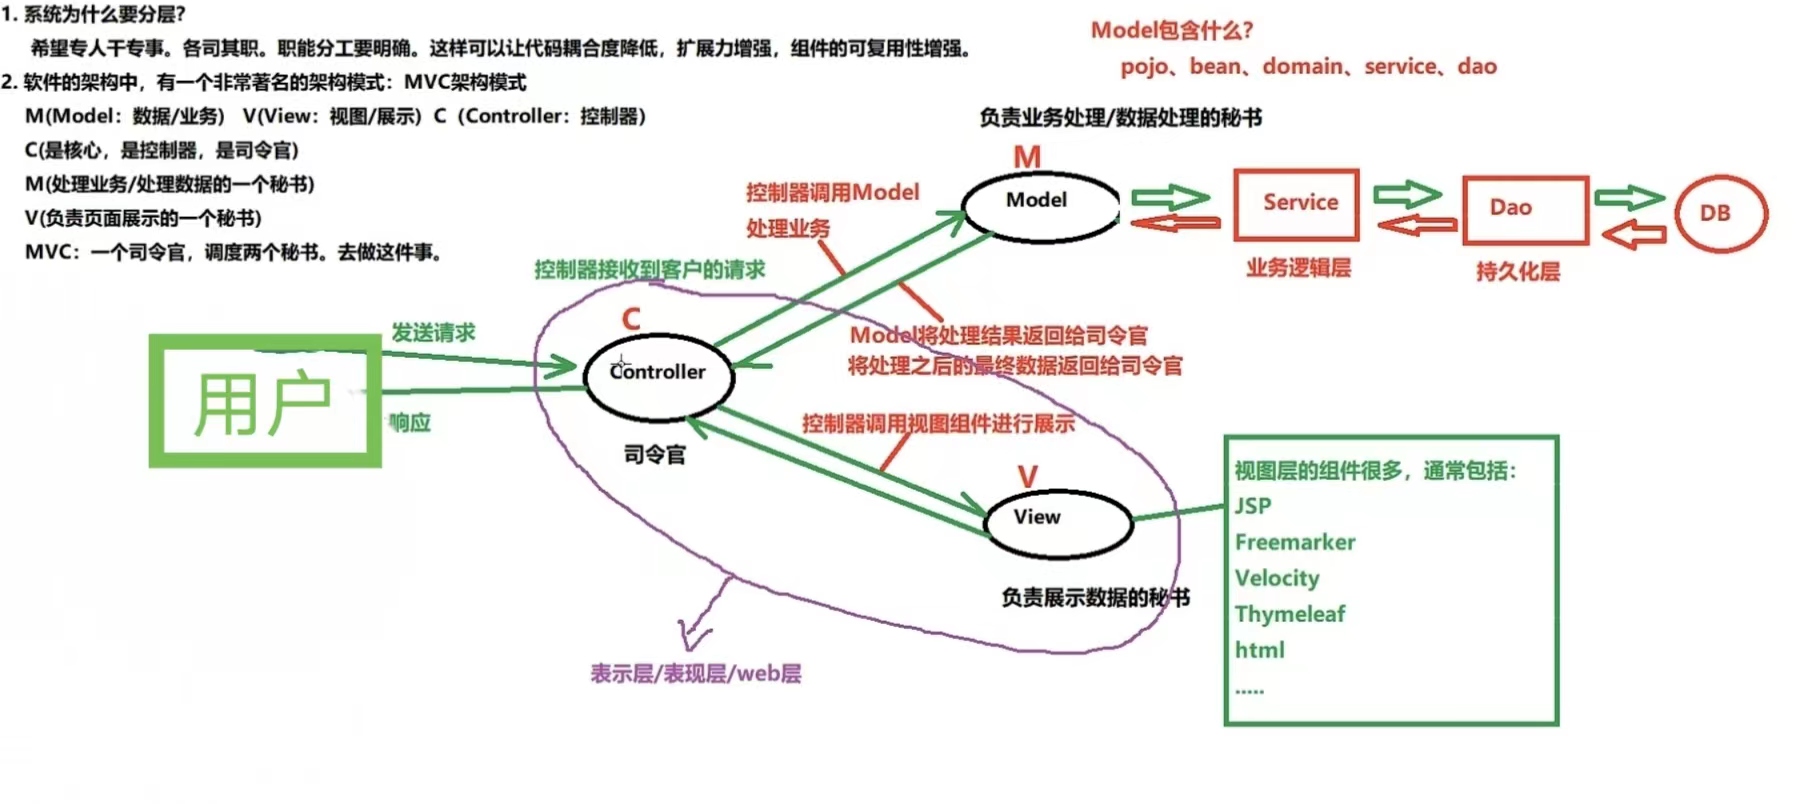 1. 系统为什么要分层？
希望专人干专事。各司其职。职能分工要明确。这样可以让代码耦合度降低，扩展力增强，组件的可复用性增强。
2. 软件的架构中，有一个非常著名的架构模式：MVC架构模式
M(Model：数据/业务)   V(View：视图/展示)  C（Controller：控制器）
C(是核心，是控制器，是司令官)
M(处理业务/处理数据的一个秘书)
V(负责页面展示的一个秘书)
MVC：一个司令官，调度两个秘书。去做这件事。
Model包含什么？
pojo、bean、domain、service、dao
负责业务处理/数据处理的秘书
M
Model
Service
Dao
DB
业务逻辑层
持久化层
控制器调用Model
处理业务
控制器接收到客户的请求
C
Controller
司令官
发送请求
用户
响应
Model将处理结果返回给司令官
将处理之后的最终数据返回给司令官
控制器调用视图组件进行展示
V
View
负责展示数据的秘书
表示层/表现层/web层
视图层的组件很多，通常包括：
JSP
Freemarker
Velocity
Thymeleaf
html
.....